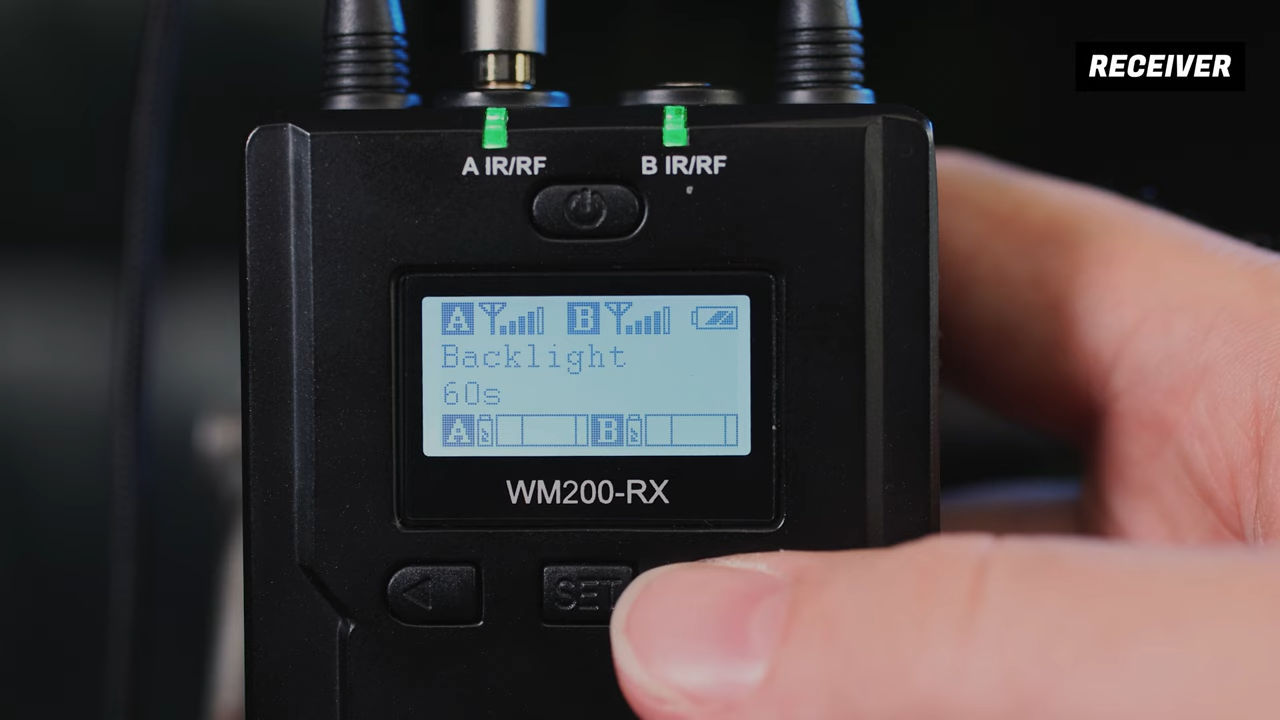 RECEIVER
A IR/RF B IR/RF
A B
Backlight
60s
A B
WM200-RX
SET